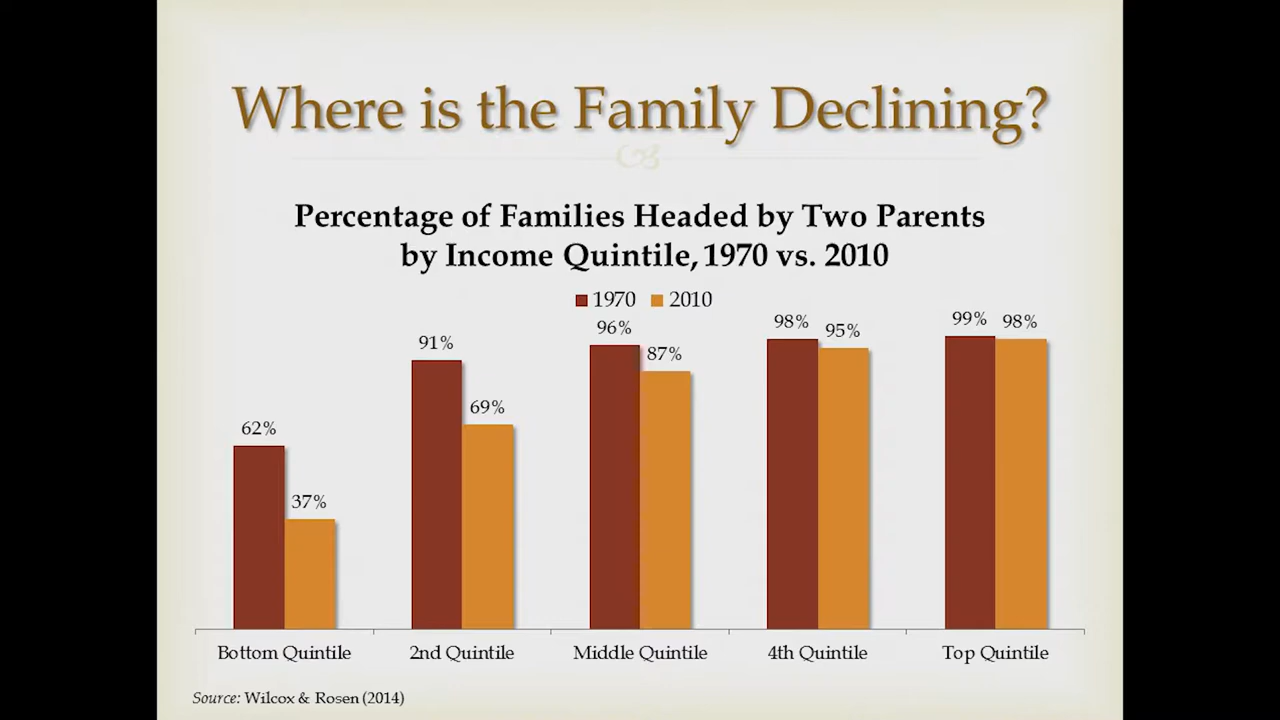 Where is the Family Declining?
Percentage of Families Headed by Two Parents
by Income Quintile, 1970 vs. 2010
1970 2010
62% 37% 91% 69% 96% 87% 98% 95% 99% 98%
Bottom Quintile 2nd Quintile Middle Quintile 4th Quintile Top Quintile
Source: Wilcox & Rosen (2014)